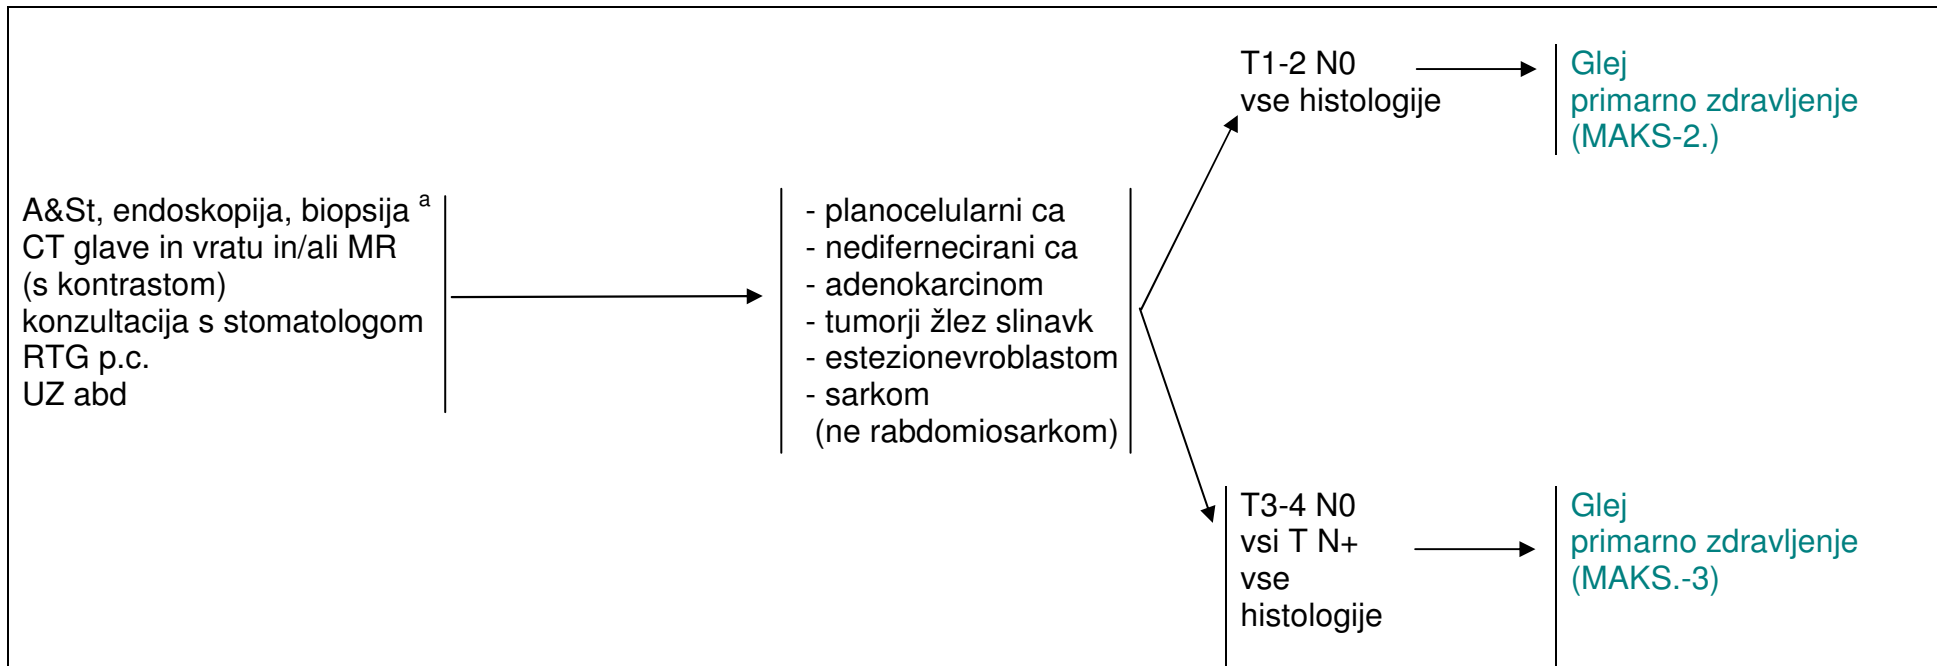 A&St, endoskopija, biopsija a
CT glave in vratu in/ali MR
(s kontrastom)
konzultacija s stomatologom
RTG p.c.
UZ abd
- planocelularni ca
- nedifernecirani ca
- adenokarcinom
- tumorji žlez slinavk
- estezionevroblastom
- sarkom
(ne rabdomiosarkom)
T1-2 N0
vse histologije
Glej
primarno zdravljenje
(MAKS-2.)
T3-4 N0
vsi T N+
vse
histologije
Glej
primarno zdravljenje
(MAKS.-3)